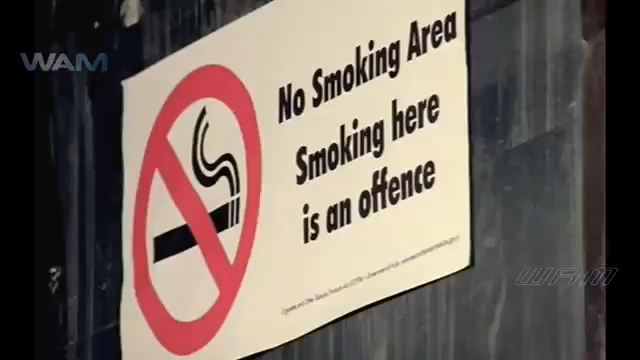 WAM
No Smoking Area
Smoking here
is an offence
WAM